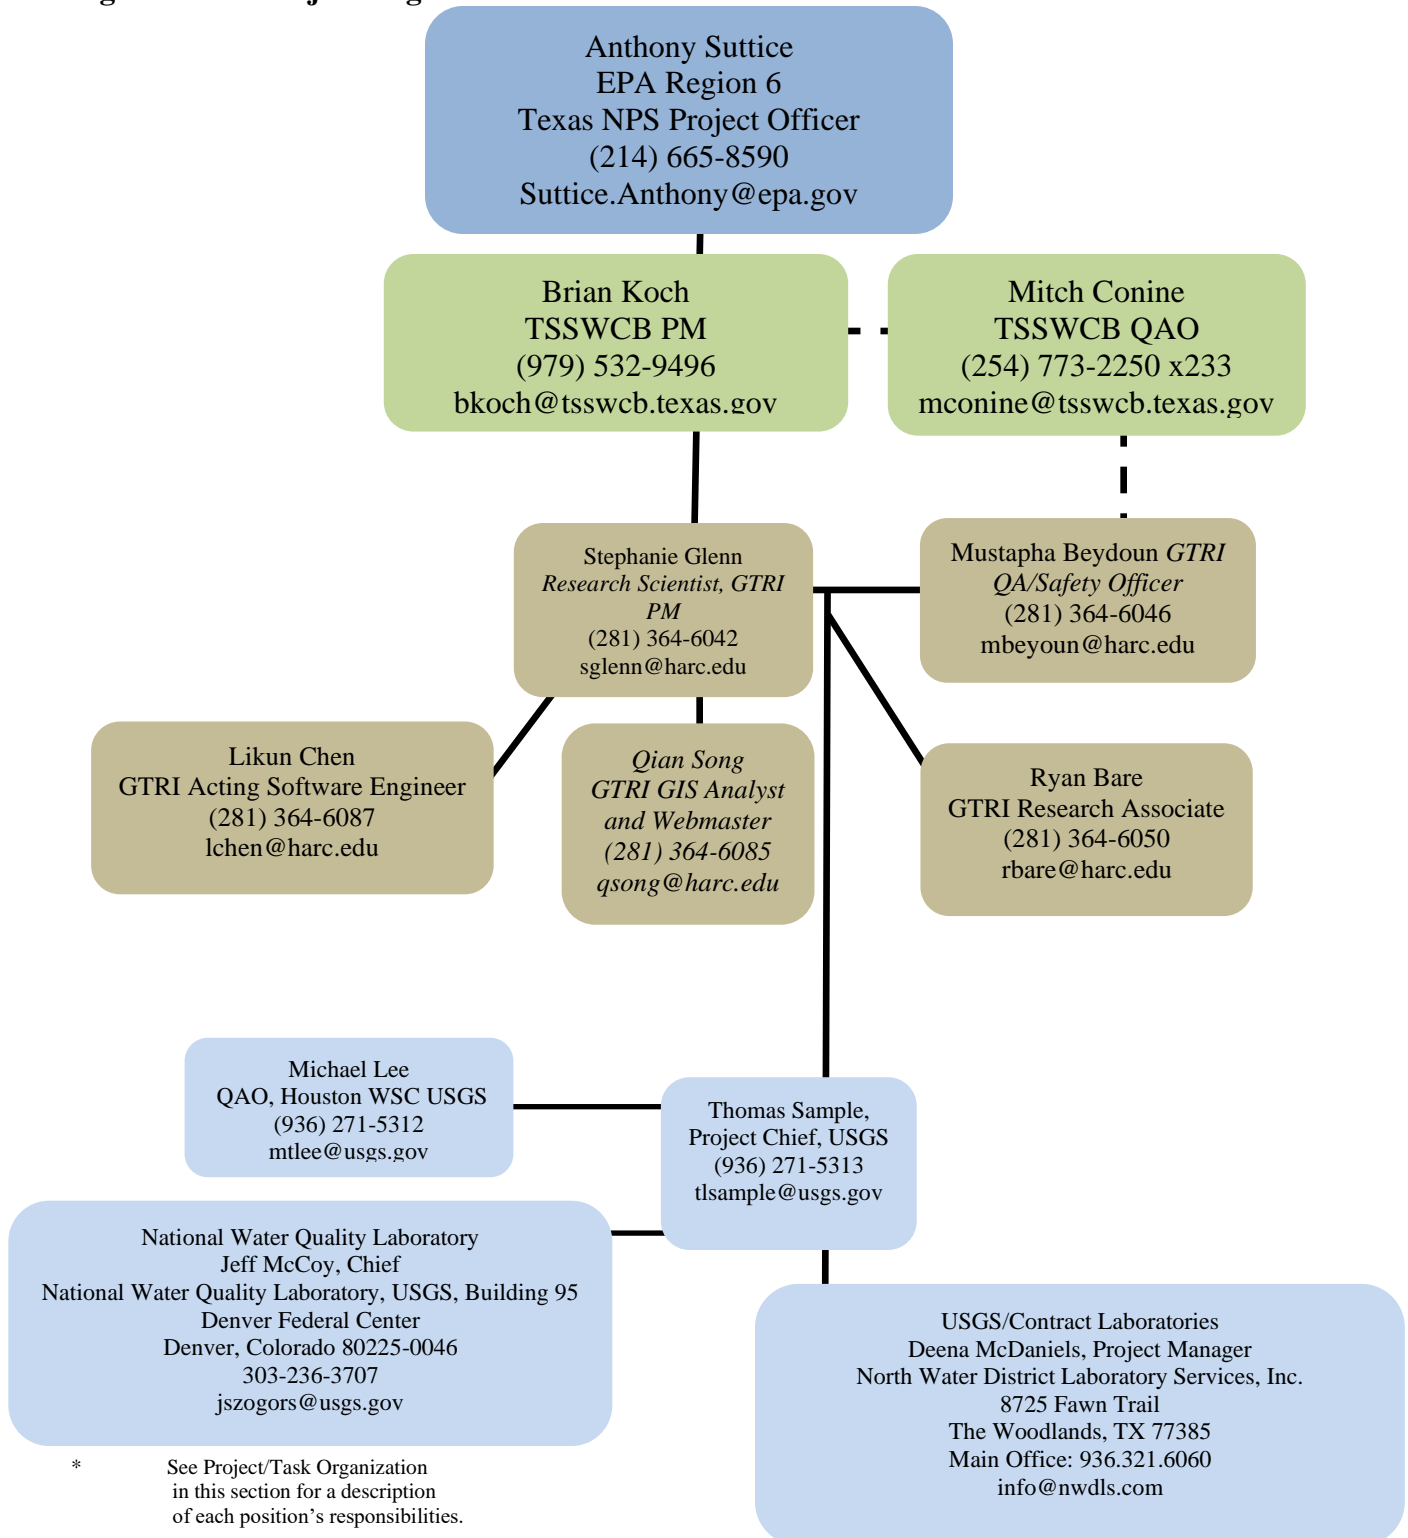 Anthony Suttice
EPA Region 6
Texas NPS Project Officer
(214) 665-8590
Suttice.Anthony@epa.gov
Brian Koch
TSSWCB PM
(979) 532-9496
bkoch@tsswcb.texas.gov
Mitch Conine
TSSWCB QAO
(254) 773-2250 x233
mconine@tsswcb.texas.gov
Stephanie Glenn
Research Scientist, GTRI
PM
(281) 364-6042
sglenn@harc.edu
Mustapha Beydoun GTRI
QA/Safety Officer
(281) 364-6046
mbeyoun@harc.edu
Likun Chen
GTRI Acting Software Engineer
(281) 364-6087
lchen@harc.edu
Qian Song
GTRI GIS Analyst
and Webmaster
(281) 364-6085
qsong@harc.edu
Ryan Bare
GTRI Research Associate
(281) 364-6050
rbare@harc.edu
Michael Lee
QAO, Houston WSC USGS
(936) 271-5312
mtlee@usgs.gov
Thomas Sample,
Project Chief, USGS
(936) 271-5313
tlsample@usgs.gov
National Water Quality Laboratory
Jeff McCoy, Chief
National Water Quality Laboratory, USGS, Building 95
Denver Federal Center
Denver, Colorado 80225-0046
303-236-3707
jszogors@usgs.gov
USGS/Contract Laboratories
Deena McDaniels, Project Manager
North Water District Laboratory Services, Inc.
8725 Fawn Trail
The Woodlands, TX 77385
Main Office: 936.321.6060
info@nwdls.com
* See Project/Task Organization
in this section for a description
of each position's responsibilities.